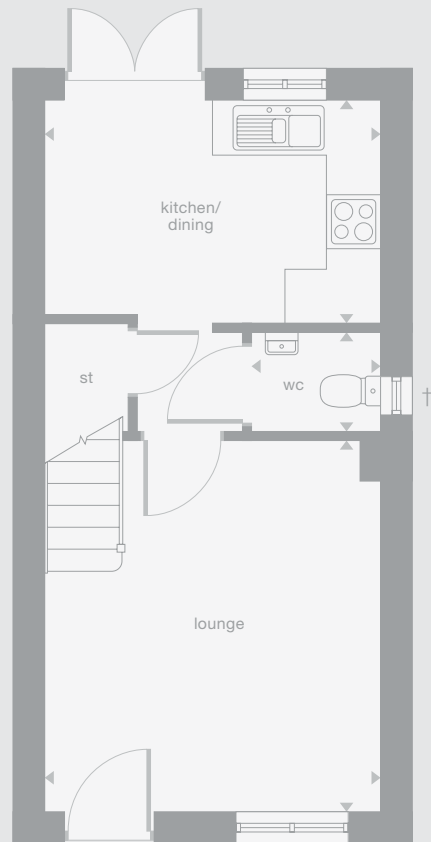 kitchen/
dining
st
wc
†
lounge